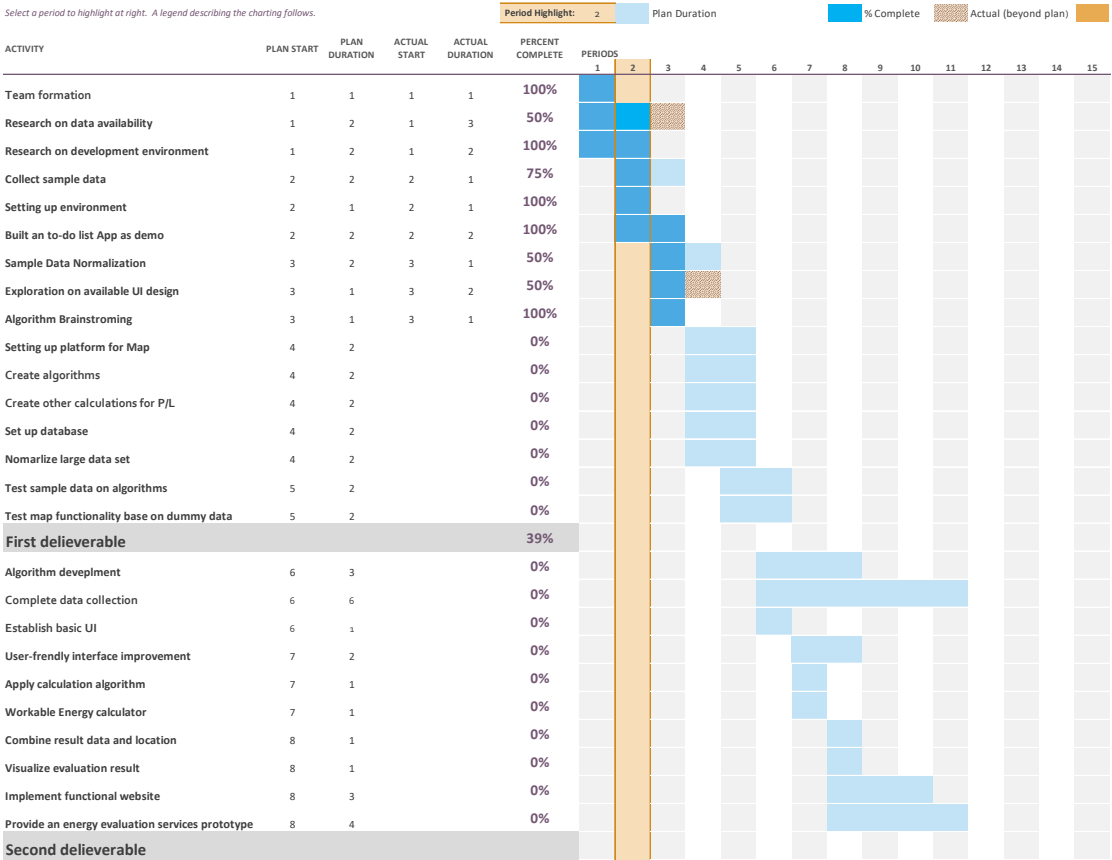 Select a period to highlight at right. A legend describing the charting follows. Period Highlight: 2 Plan Duration % Complete Actual (beyond plan)
ACTIVITY PLAN START PLAN DURATION ACTUAL START ACTUAL DURATION PERCENT COMPLETE PERIODS
1 2 3 4 5 6 7 8 9 10 11 12 13 14 15
Team formation 1 1 1 1 100%
Research on data availability 1 2 1 3 50%
Research on development environment 1 2 1 2 100%
Collect sample data 2 2 2 1 75%
Setting up environment 2 1 2 1 100%
Built an to-do list App as demo 2 2 2 2 100%
Sample Data Normalization 3 2 3 1 50%
Exploration on available UI design 3 1 3 2 50%
Algorithm Brainstroming 3 1 3 1 100%
Setting up platform for Map 4 2 0%
Create algorithms 4 2 0%
Create other calculations for P/L 4 2 0%
Set up database 4 2 0%
Nomarlize large data set 4 2 0%
Test sample data on algorithms 5 2 0%
Test map functionality base on dummy data 5 2 0%
First delieverable 39%
Algorithm deveplment 6 3 0%
Complete data collection 6 6 0%
Establish basic UI 6 1 0%
User-frendly interface improvement 7 2 0%
Apply calculation algorithm 7 1 0%
Workable Energy calculator 7 1 0%
Combine result data and location 8 1 0%
Visualize evaluation result 8 1 0%
Implement functional website 8 3 0%
Provide an energy evaluation services prototype 8 4 0%
Second delieverable